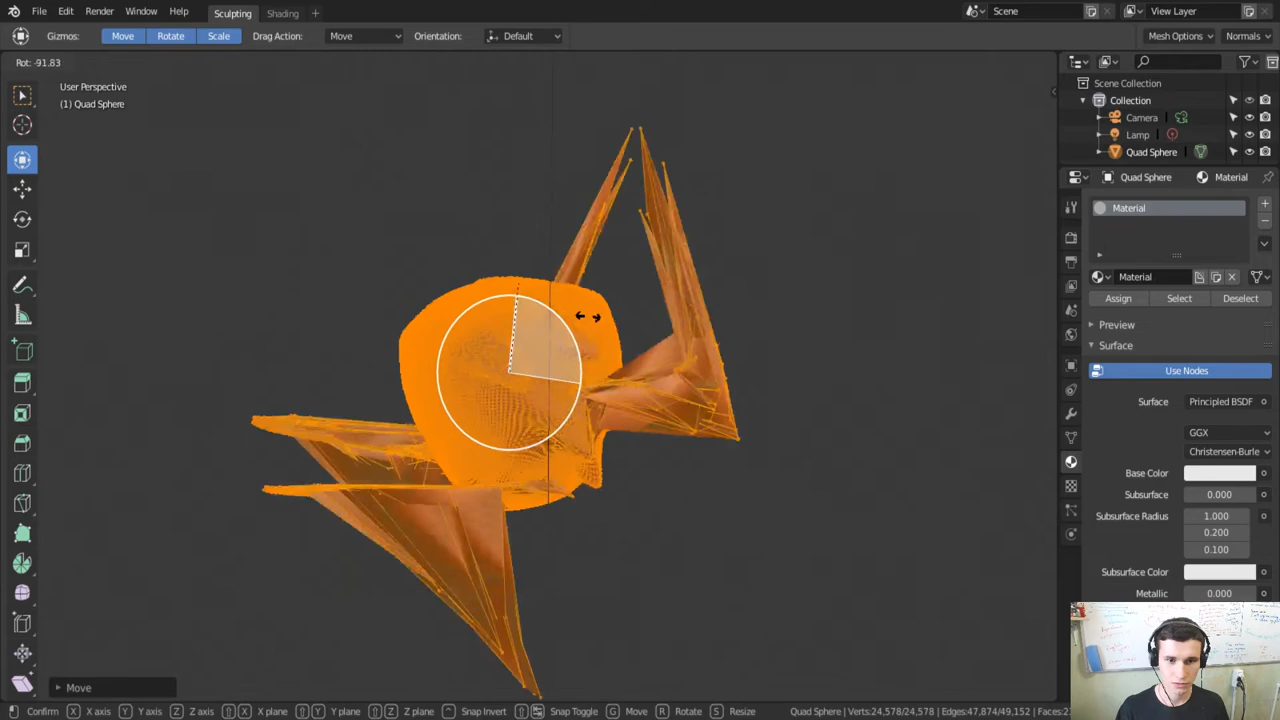 File Edit Render Window Help Sculpting Shading + Scene View Layer
Gizmos: Move Rotate Scale Drag Action: Move Orientation: Default Mesh Options Normals
Rot: -91.83
User Perspective
(1) Quad Sphere
Scene Collection
Collection
Camera
Lamp
Quad Sphere
Quad Sphere Material
Material
Material
Assign Select Deselect
Preview
Surface
Use Nodes
Surface Principled BSDF
GGX
Christensen-Burle
Base Color
Subsurface 0.000
Subsurface Radius 1.000
0.200
0.100
Subsurface Color
Metallic 0.000
Move
Confirm X X axis Y Y axis Z Z axis X X plane Y Y plane Z Z plane Snap Invert Snap Toggle G Move R Rotate S Resize Quad Sphere | Verts:24,578/24,578 | Edges:47,874/49,152 | Faces:2